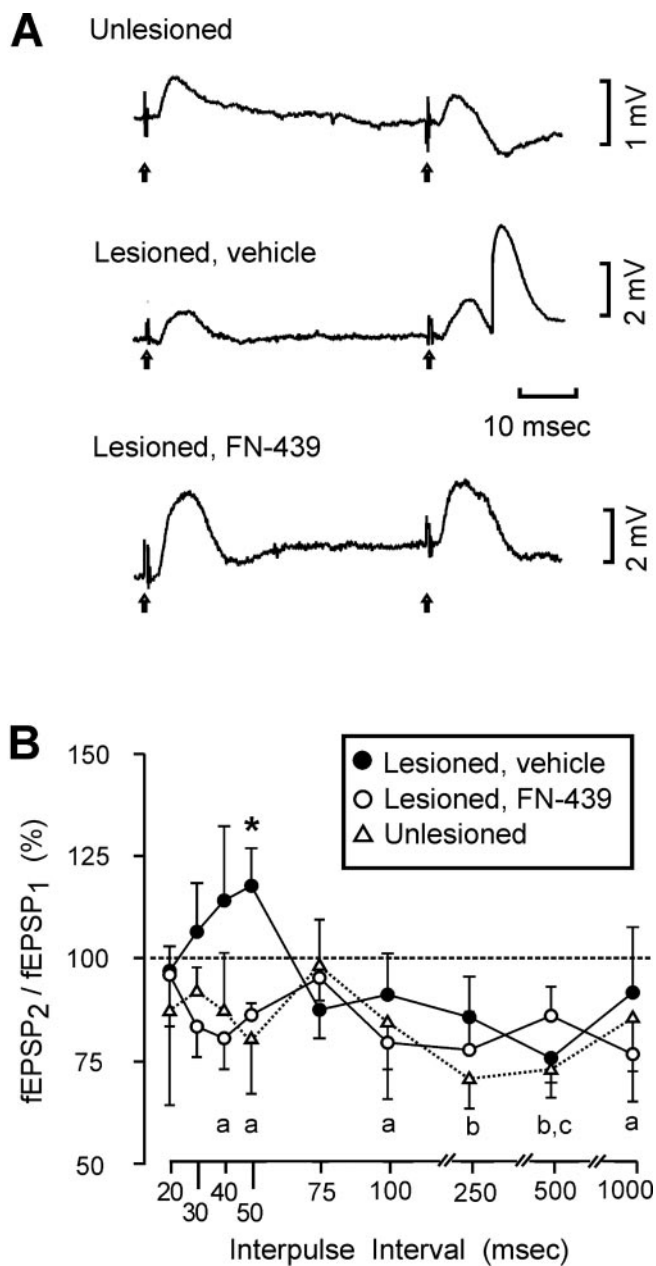 A
Unlesioned
1 mV
Lesioned, vehicle
2 mV
10 msec
Lesioned, FN-439
2 mV
B
150
125
100
75
50
fEPSP2 / fEPSP1 (%)
Lesioned, vehicle
Lesioned, FN-439
Unlesioned
*
a a a b b,c a
20 30 40 50 75 100 250 500 1000
Interpulse Interval (msec)